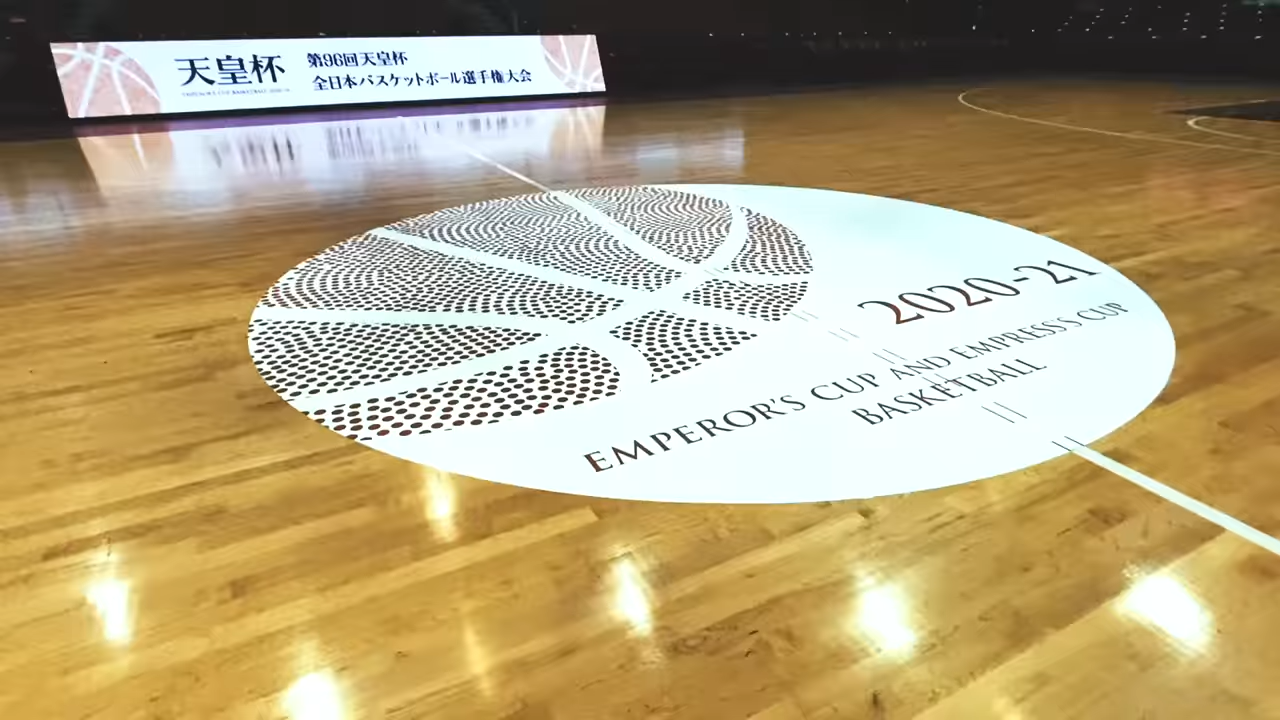 天皇杯
第96回天皇杯
全日本バスケットボール選手権大会
2020-21
EMPEROR'S CUP AND EMPRESS'S CUP
BASKETBALL